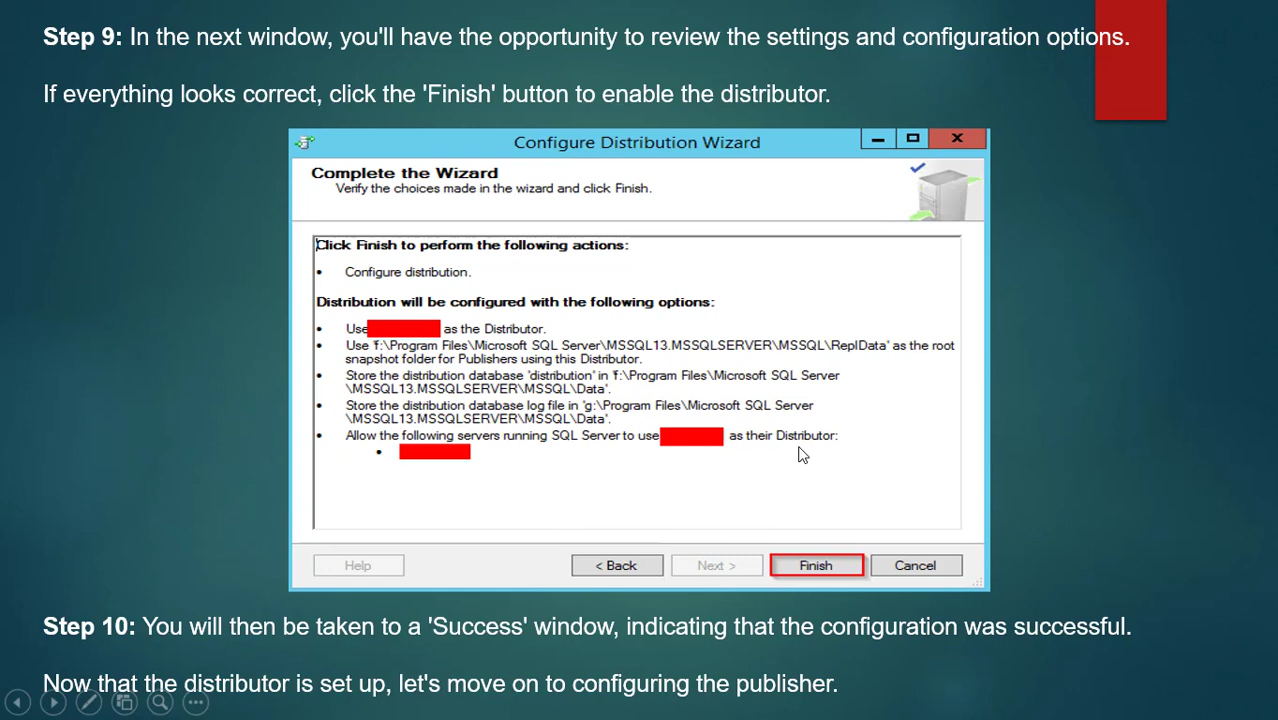 Step 9: In the next window, you'll have the opportunity to review the settings and configuration options.
If everything looks correct, click the 'Finish' button to enable the distributor.
Configure Distribution Wizard
Complete the Wizard
Verify the choices made in the wizard and click Finish.
Click Finish to perform the following actions:
• Configure distribution.
Distribution will be configured with the following options:
• Use as the Distributor.
• Use 'f:\Program Files\Microsoft SQL Server\MSSQL13.MSSQLSERVER\MSSQL\ReplData' as the root
snapshot folder for Publishers using this Distributor.
• Store the distribution database 'distribution' in 'f:\Program Files\Microsoft SQL Server
\MSSQL13.MSSQLSERVER\MSSQL\Data'.
• Store the distribution database log file in 'g:\Program Files\Microsoft SQL Server
\MSSQL13.MSSQLSERVER\MSSQL\Data'.
• Allow the following servers running SQL Server to use as their Distributor:
Help
< Back
Next >
Finish
Cancel
Step 10: You will then be taken to a 'Success' window, indicating that the configuration was successful.
Now that the distributor is set up, let's move on to configuring the publisher.